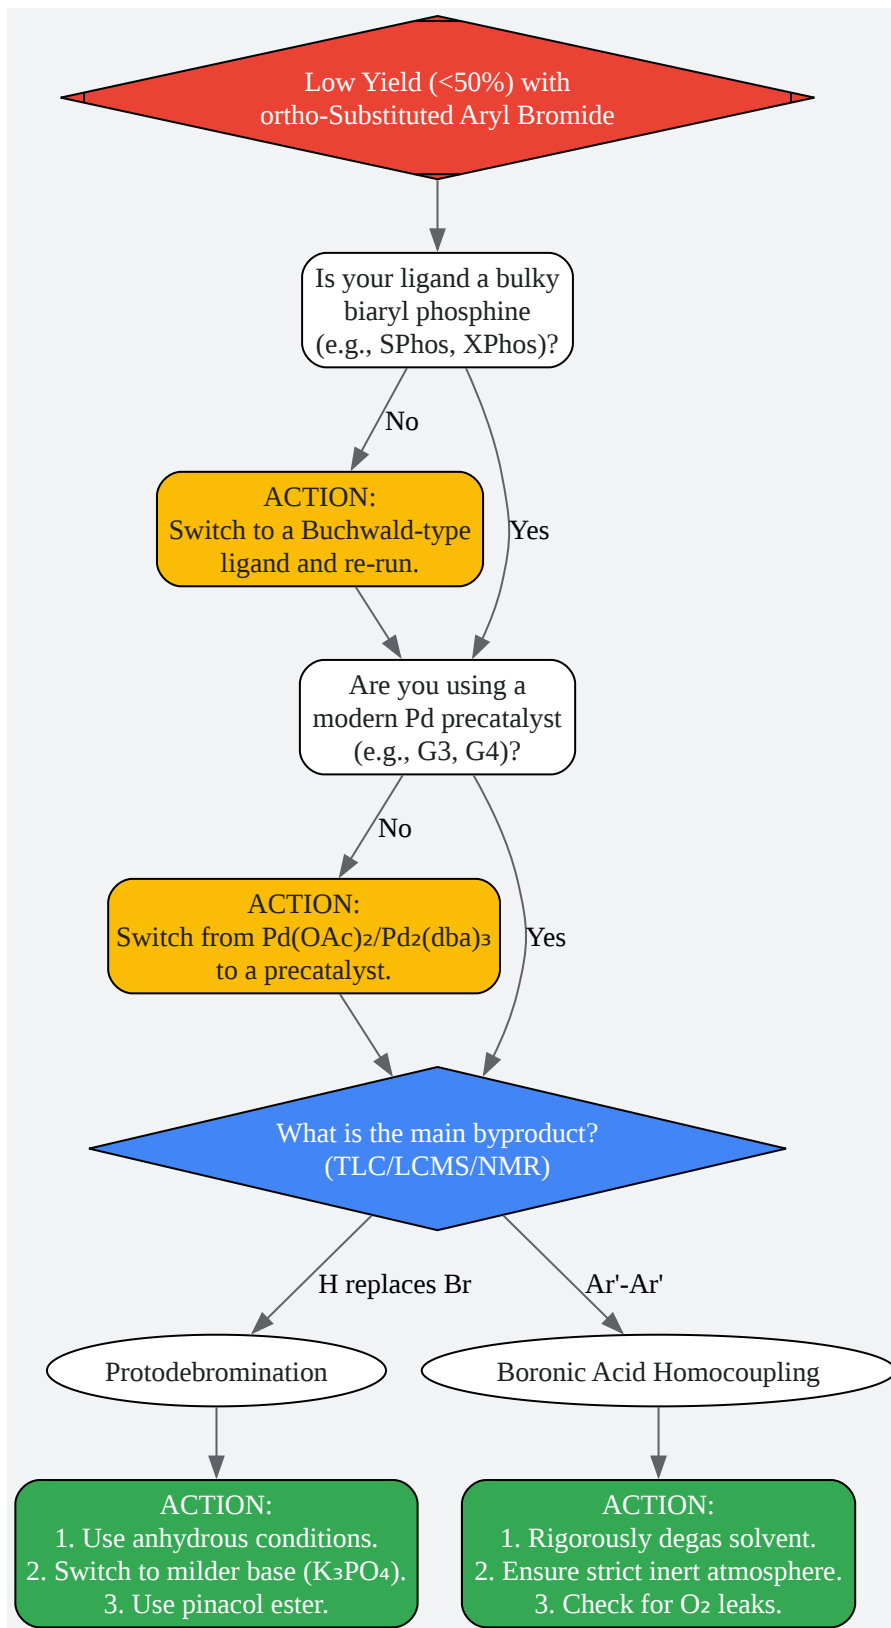 Low Yield (<50%) with
ortho-Substituted Aryl Bromide
Is your ligand a bulky
biaryl phosphine
(e.g., SPhos, XPhos)?
No
Yes
ACTION:
Switch to a Buchwald-type
ligand and re-run.
Are you using a
modern Pd precatalyst
(e.g., G3, G4)?
No
Yes
ACTION:
Switch from Pd(OAc)₂/Pd₂(dba)₃
to a precatalyst.
What is the main byproduct?
(TLC/LCMS/NMR)
H replaces Br
Ar'-Ar'
Protodebromination
Boronic Acid Homocoupling
ACTION:
1. Use anhydrous conditions.
2. Switch to milder base (K₃PO₄).
3. Use pinacol ester.
ACTION:
1. Rigorously degas solvent.
2. Ensure strict inert atmosphere.
3. Check for O₂ leaks.